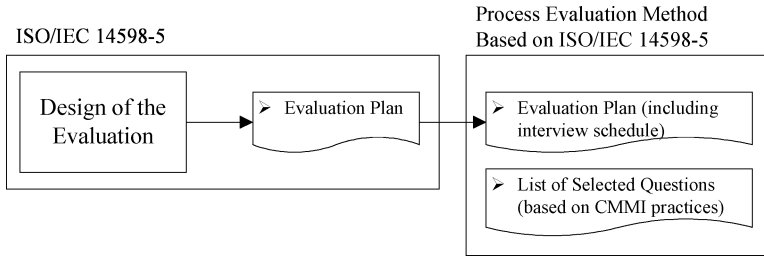 ISO/IEC 14598-5
Design of the
Evaluation
➢ Evaluation Plan
Process Evaluation Method
Based on ISO/IEC 14598-5
➢ Evaluation Plan (including
interview schedule)
➢ List of Selected Questions
(based on CMMI practices)